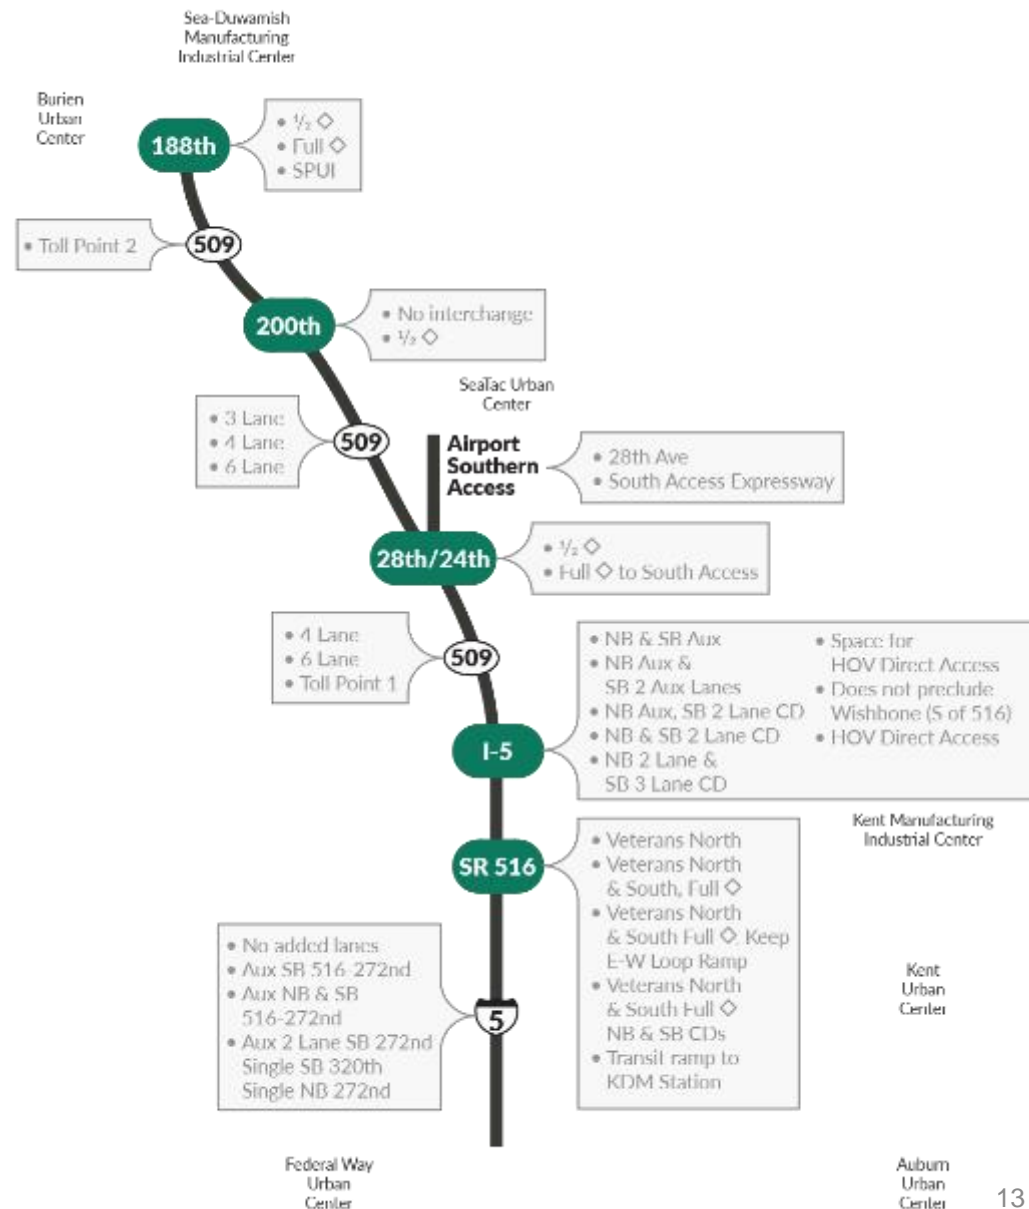 Sea-Duwamish
Manufacturing
Industrial Center
Burien
Urban
Center
188th
• ½ ◇
• Full ◇
• SPUI
• Toll Point 2
509
200th
• No interchange
• ½ ◇
SeaTac Urban
Center
• 3 Lane
• 4 Lane
• 6 Lane
509
Airport
Southern
Access
• 28th Ave
• South Access Expressway
28th/24th
• ½ ◇
• Full ◇ to South Access
• 4 Lane
• 6 Lane
• Toll Point 1
509
I-5
• NB & SB Aux
• NB Aux &
SB 2 Aux Lanes
• NB Aux, SB 2 Lane CD
• NB & SB 2 Lane CD
• NB 2 Lane &
SB 3 Lane CD
• Space for
HOV Direct Access
• Does not preclude
Wishbone (S of 516)
• HOV Direct Access
Kent Manufacturing
Industrial Center
SR 516
• Veterans North
• Veterans North
& South, Full ◇
• Veterans North
& South Full ◇ Keep
E-W Loop Ramp
• Veterans North
& South Full ◇
NB & SB CDs
• Transit ramp to
KDM Station
• No added lanes
• Aux SB 516-272nd
• Aux NB & SB
516-272nd
• Aux 2 Lane SB 272nd
Single SB 320th
Single NB 272nd
5
Kent
Urban
Center
Federal Way
Urban
Center
Auburn
Urban
Center
13